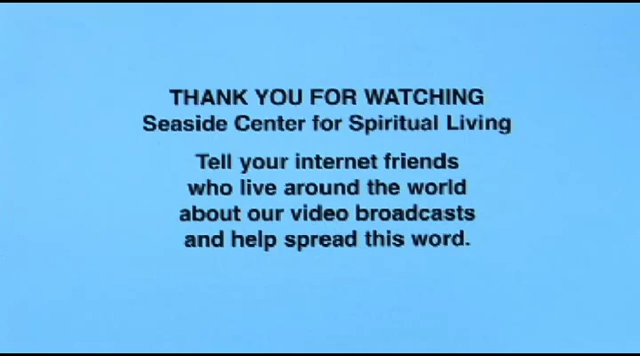 THANK YOU FOR WATCHING
Seaside Center for Spiritual Living
Tell your internet friends
who live around the world
about our video broadcasts
and help spread this word.